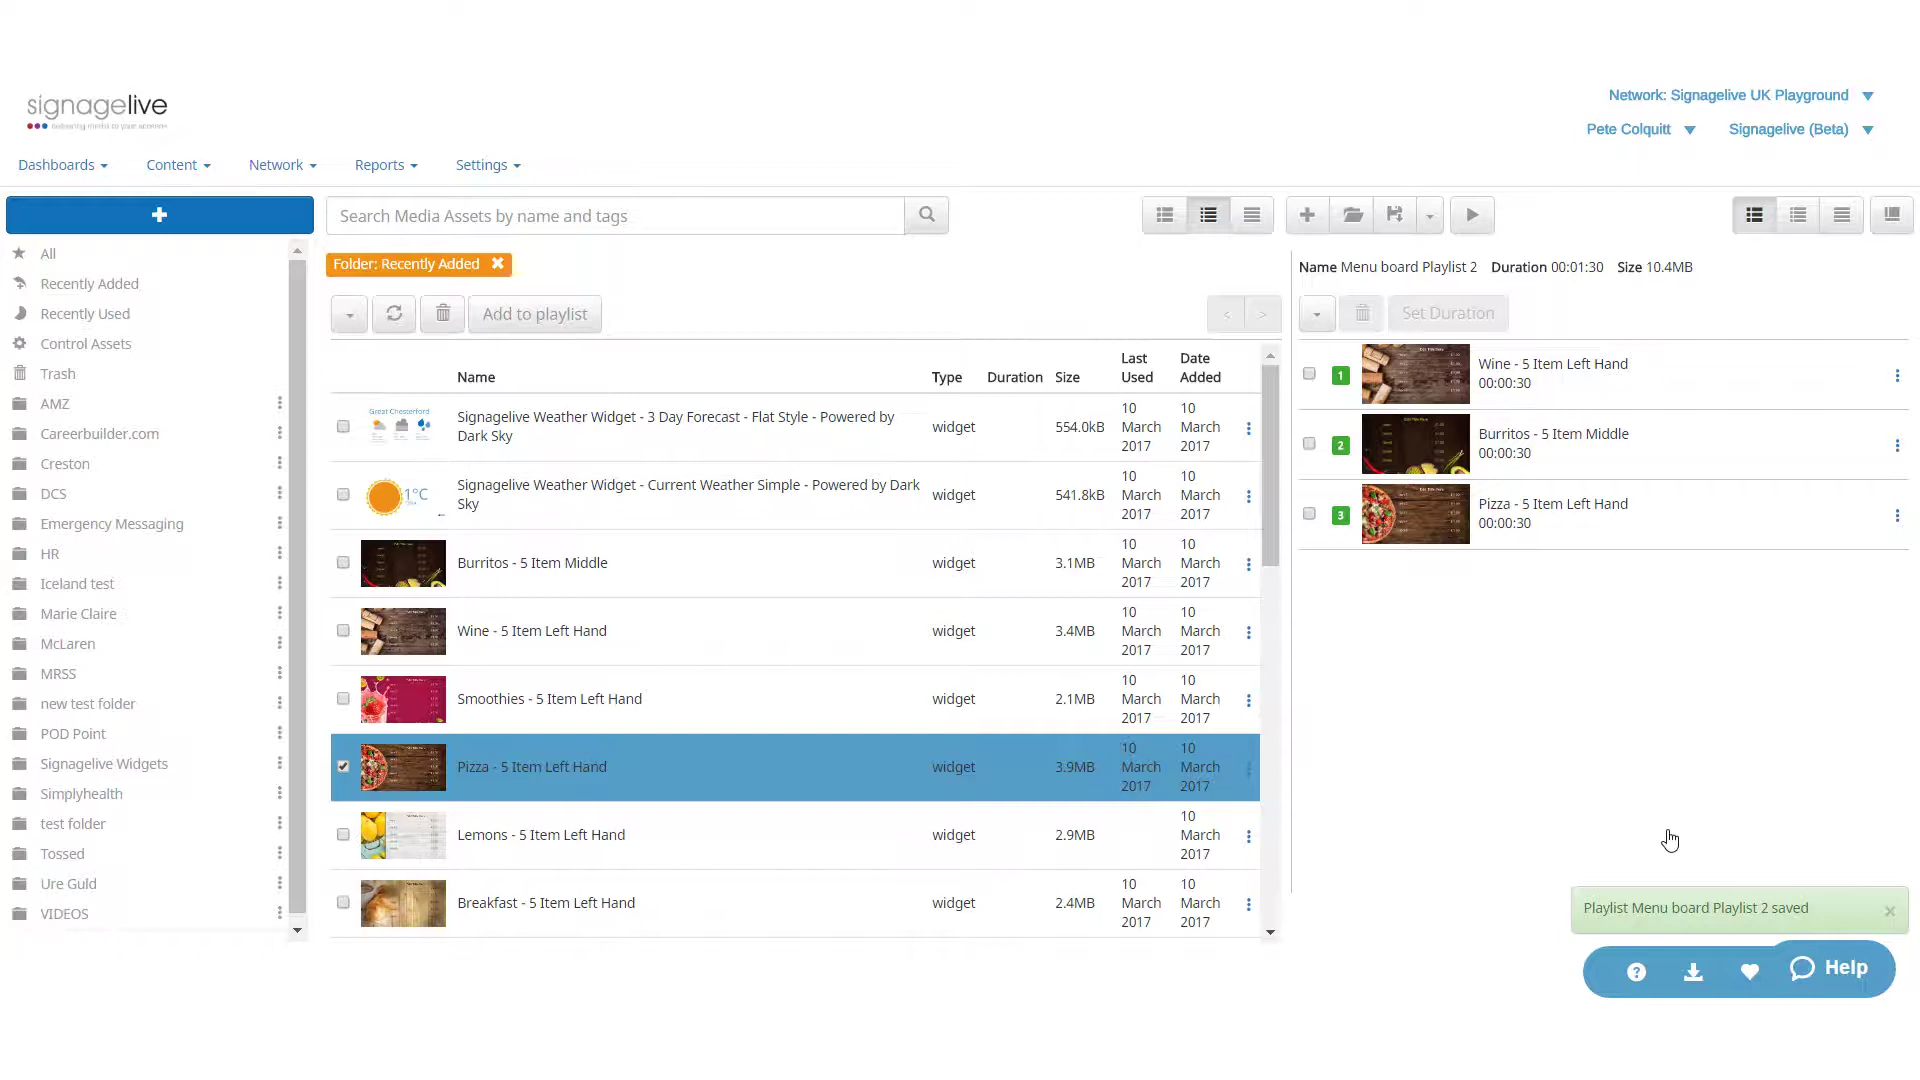 signagelive
Network: Signagelive UK Playground
Pete Colquitt
Signagelive (Beta)
Dashboards
Content
Network
Reports
Settings
Search Media Assets by name and tags
All
Recently Added
Recently Used
Control Assets
Trash
AMZ
Careerbuilder.com
Creston
DCS
Emergency Messaging
HR
Iceland test
Marie Claire
McLaren
MRSS
new test folder
POD Point
Signagelive Widgets
Simplyhealth
test folder
Tossed
Ure Guld
VIDEOS
Folder: Recently Added
Add to playlist
< >
Name Type Duration Size Last Used Date Added
Great Chesterford
Signagelive Weather Widget - 3 Day Forecast - Flat Style - Powered by
Dark Sky
widget 554.0kB 10 March 2017 10 March 2017
1°C
Signagelive Weather Widget - Current Weather Simple - Powered by Dark
Sky
widget 541.8kB 10 March 2017 10 March 2017
Burritos - 5 Item Middle widget 3.1MB 10 March 2017 10 March 2017
Wine - 5 Item Left Hand widget 3.4MB 10 March 2017 10 March 2017
Smoothies - 5 Item Left Hand widget 2.1MB 10 March 2017 10 March 2017
Pizza - 5 Item Left Hand widget 3.9MB 10 March 2017 10 March 2017
Lemons - 5 Item Left Hand widget 2.9MB 10 March 2017
Breakfast - 5 Item Left Hand widget 2.4MB 10 March 2017 10 March 2017
Name Menu board Playlist 2 Duration 00:01:30 Size 10.4MB
Set Duration
1
Wine - 5 Item Left Hand
00:00:30
2
Burritos - 5 Item Middle
00:00:30
3
Pizza - 5 Item Left Hand
00:00:30
Playlist Menu board Playlist 2 saved
Help